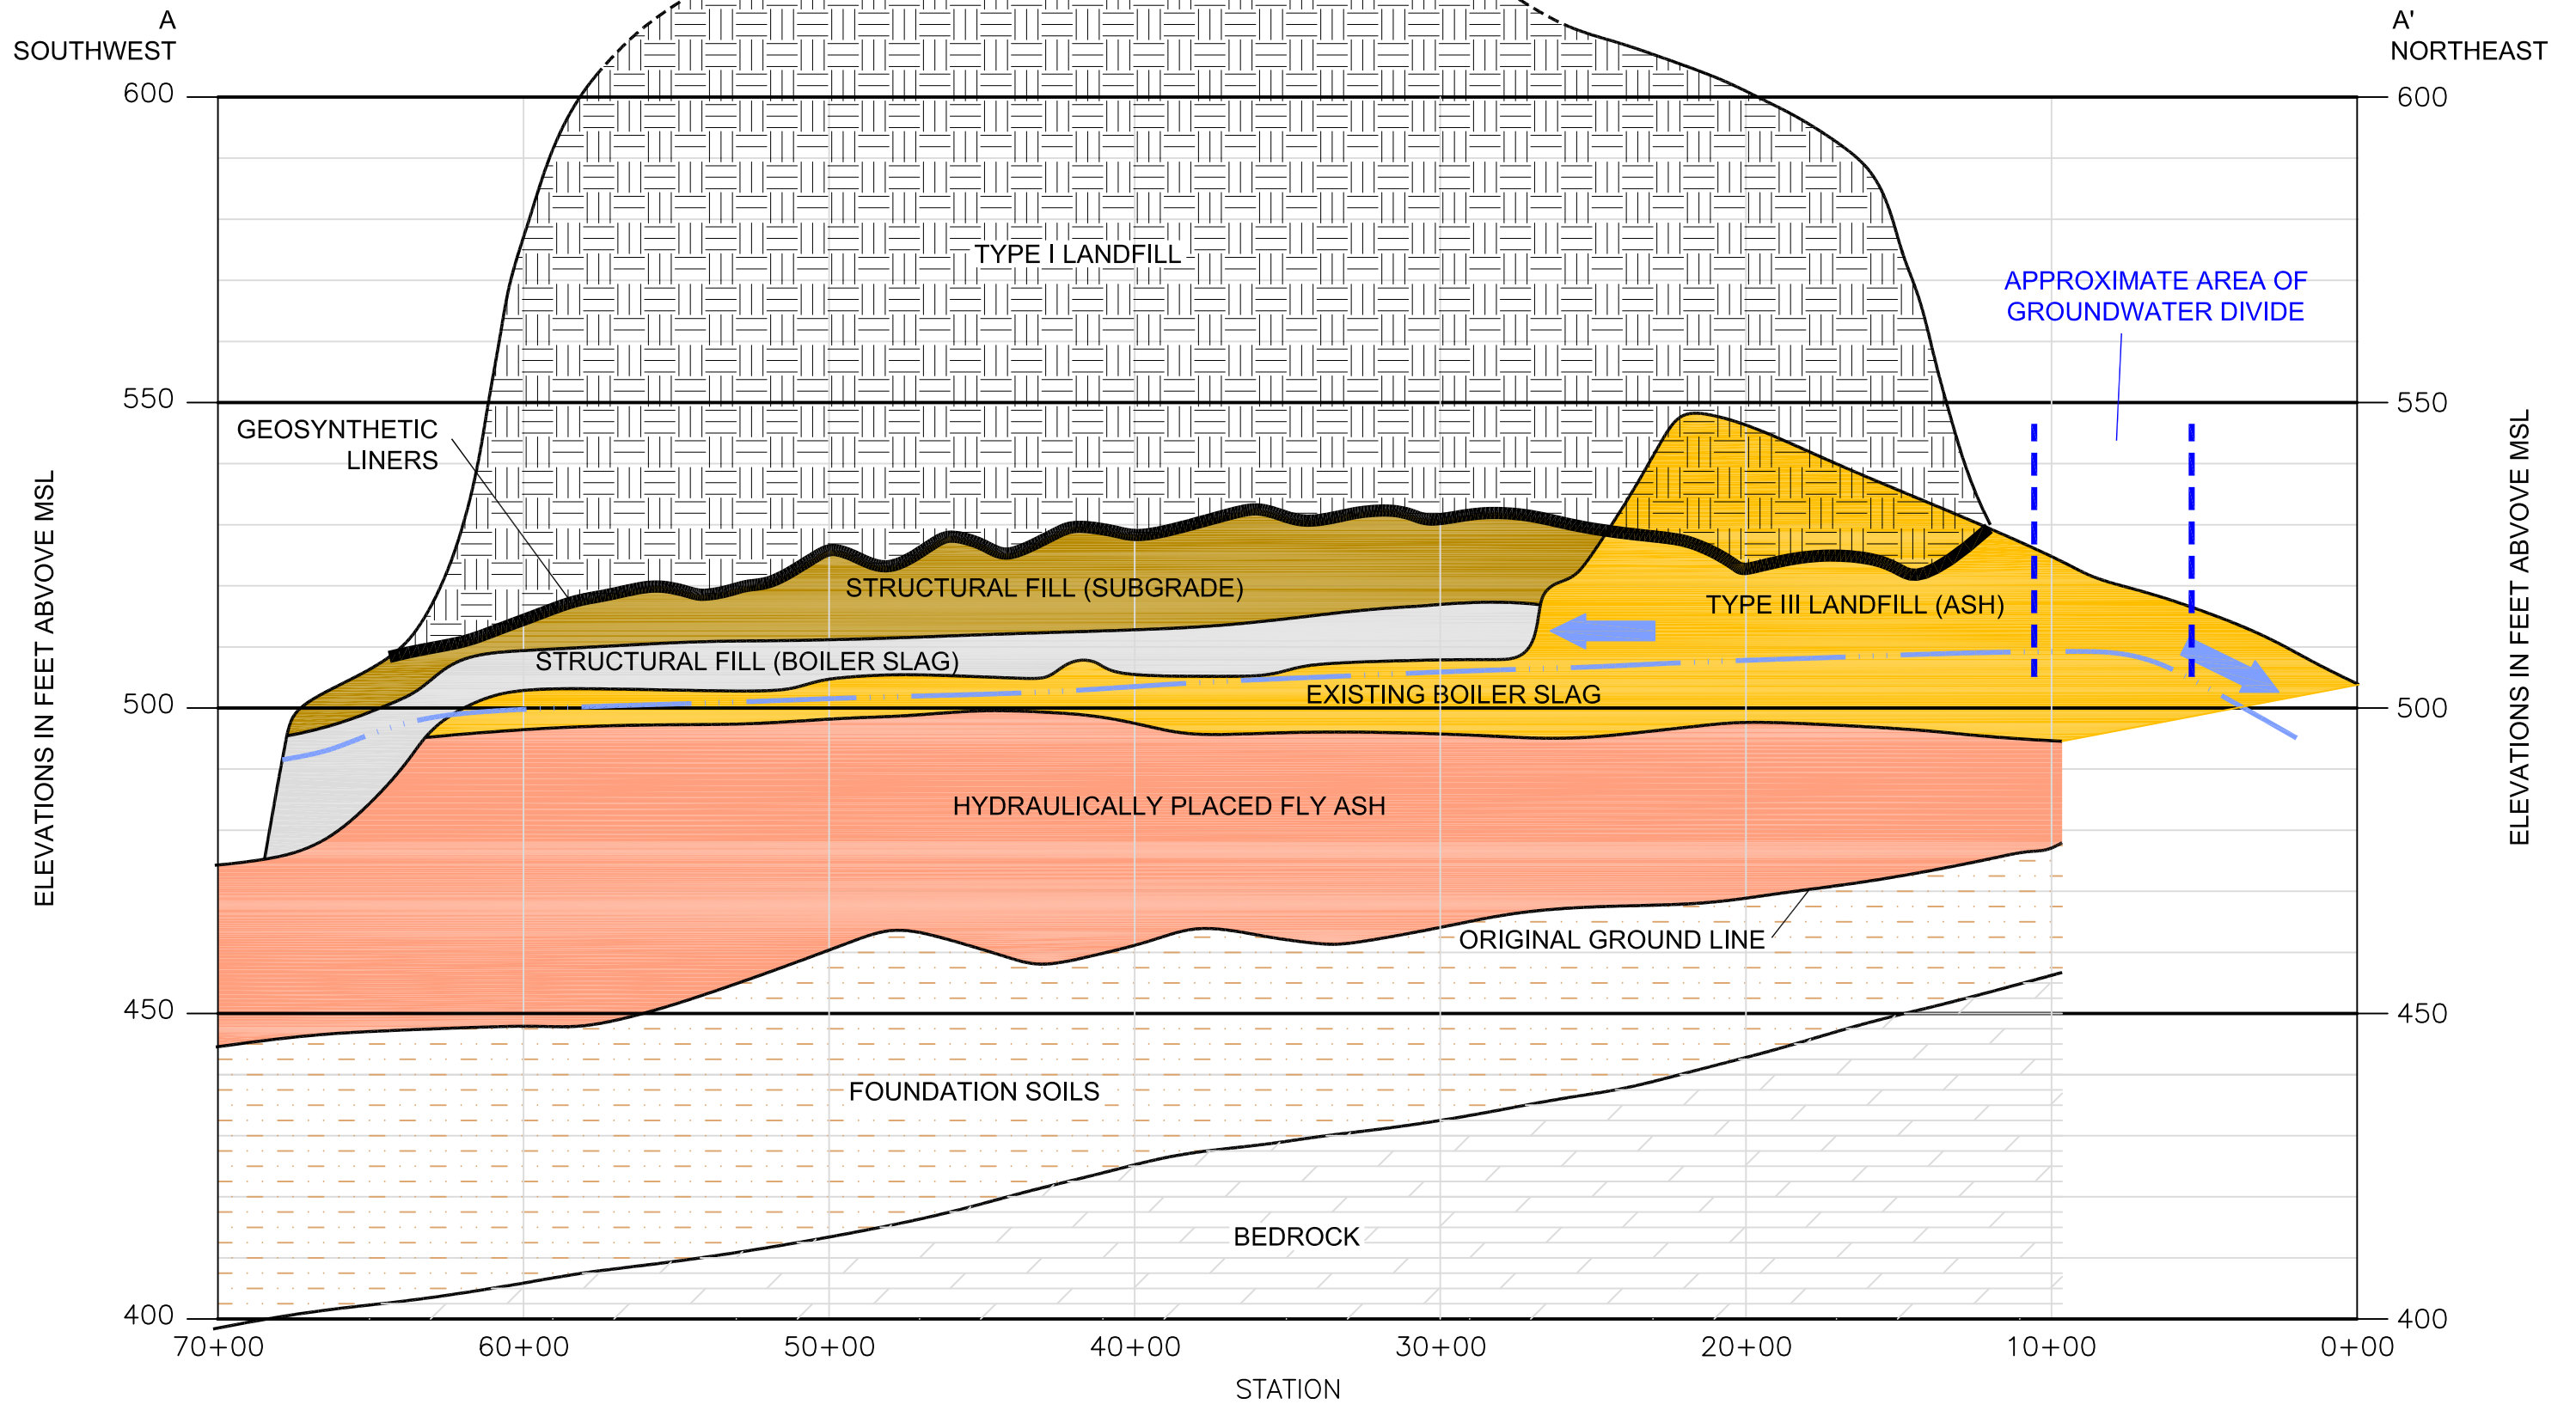 A
SOUTHWEST
A'
NORTHEAST
600
600
TYPE I LANDFILL
APPROXIMATE AREA OF
GROUNDWATER DIVIDE
550
550
GEOSYNTHETIC
LINERS
ELEVATIONS IN FEET ABVOVE MSL
ELEVATIONS IN FEET ABVOVE MSL
STRUCTURAL FILL (SUBGRADE)
TYPE III LANDFILL (ASH)
STRUCTURAL FILL (BOILER SLAG)
EXISTING BOILER SLAG
500
500
HYDRAULICALLY PLACED FLY ASH
ORIGINAL GROUND LINE
450
450
FOUNDATION SOILS
BEDROCK
400
400
70+00
60+00
50+00
40+00
30+00
20+00
10+00
0+00
STATION